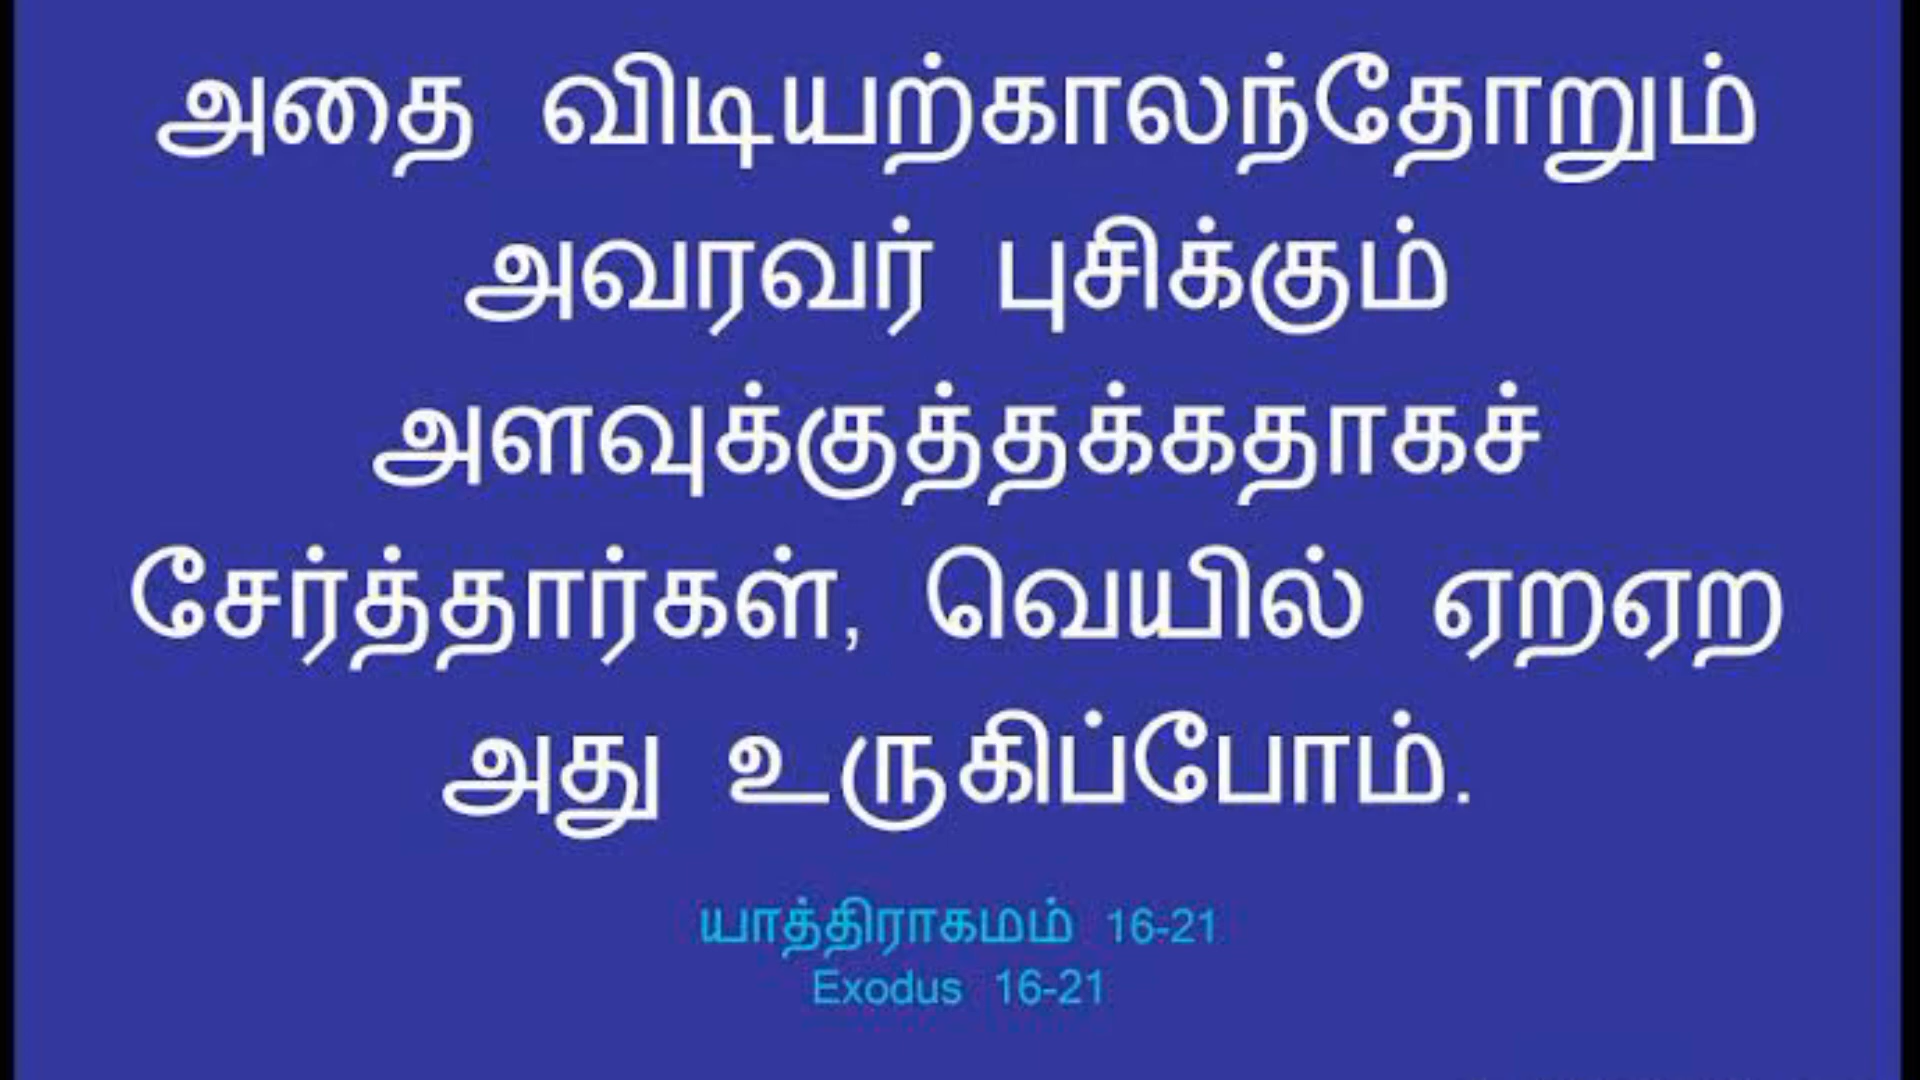 அதை விடியற்காலந்தோறும்
அவரவர் புசிக்கும்
அளவுக்குத்தக்கதாகச்
சேர்த்தார்கள், வெயில் ஏறஏற
அது உருகிப்போம்.
யாத்திராகமம் 16-21
Exodus 16-21